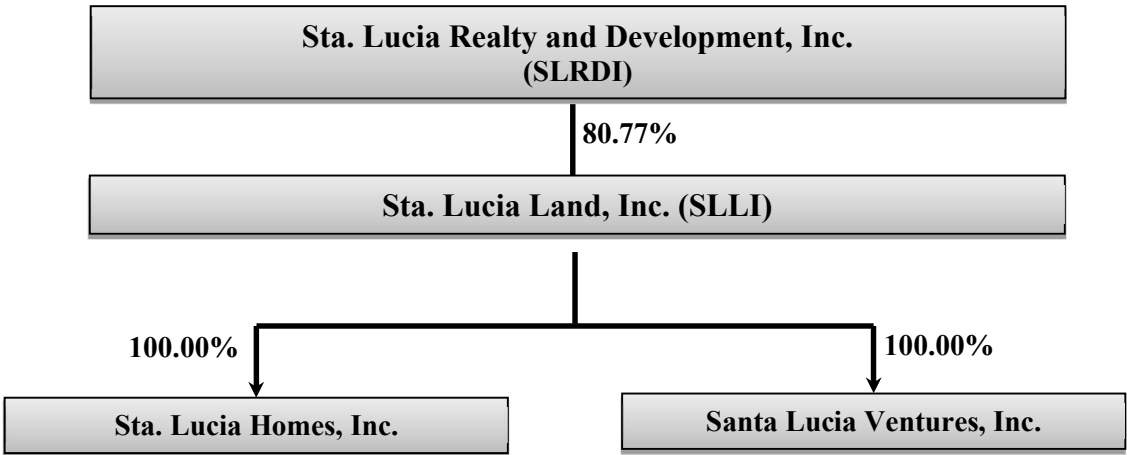 Sta. Lucia Realty and Development, Inc.
(SLRDI)
80.77%
Sta. Lucia Land, Inc. (SLLI)
100.00%
100.00%
Sta. Lucia Homes, Inc.
Santa Lucia Ventures, Inc.